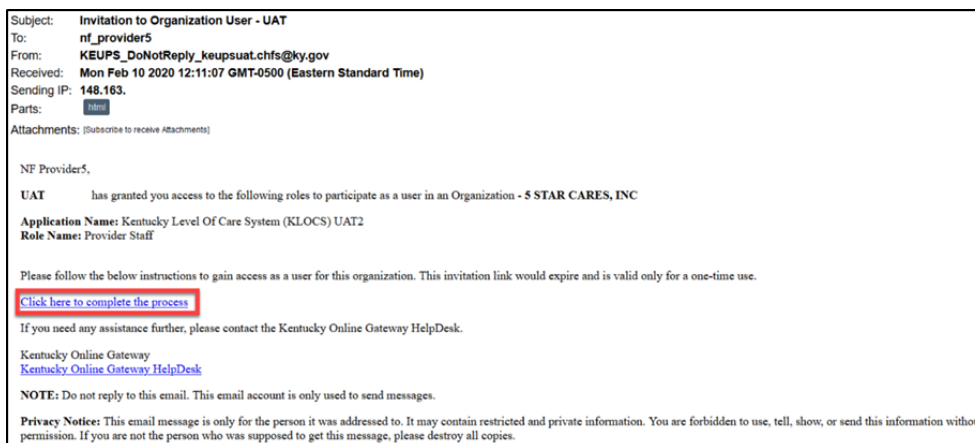 Subject: Invitation to Organization User - UAT
To: nf_provider5
From: KEUPS_DoNotReply_keupsuat.chfs@ky.gov
Received: Mon Feb 10 2020 12:11:07 GMT-0500 (Eastern Standard Time)
Sending IP: 148.163.
Parts: html
Attachments: [Subscribe to receive Attachments]
NF Provider5,
UAT has granted you access to the following roles to participate as a user in an Organization - 5 STAR CARES, INC
Application Name: Kentucky Level Of Care System (KLOCS) UAT2
Role Name: Provider Staff
Please follow the below instructions to gain access as a user for this organization. This invitation link would expire and is valid only for a one-time use.
Click here to complete the process
If you need any assistance further, please contact the Kentucky Online Gateway HelpDesk.
Kentucky Online Gateway
Kentucky Online Gateway HelpDesk
NOTE: Do not reply to this email. This email account is only used to send messages.
Privacy Notice: This email message is only for the person it was addressed to. It may contain restricted and private information. You are forbidden to use, tell, show, or send this information witho
permission. If you are not the person who was supposed to get this message, please destroy all copies.